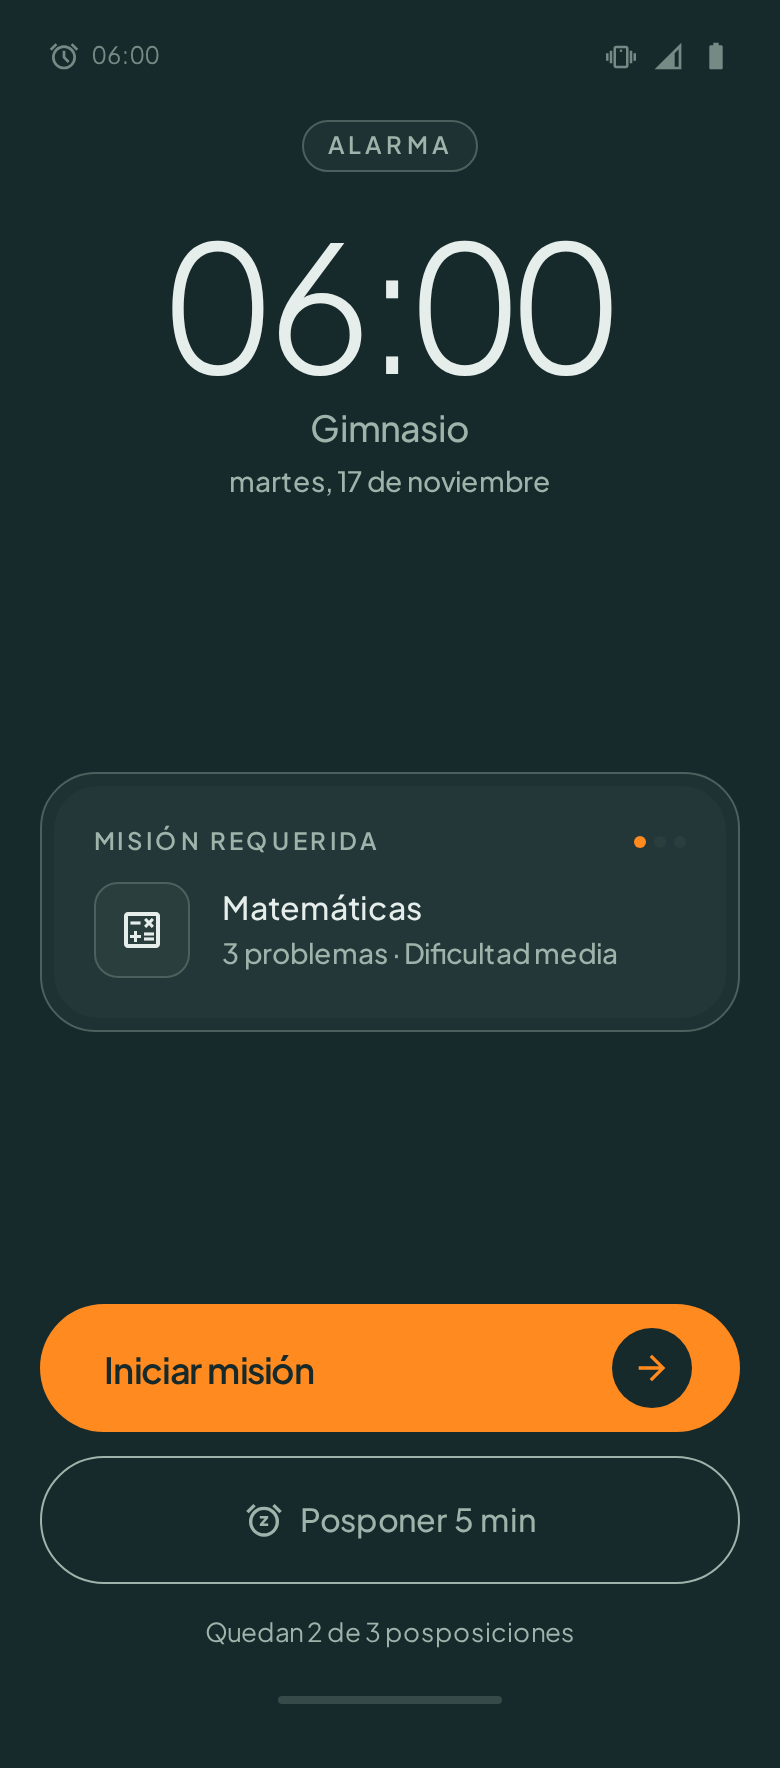 06:00
ALARMA
06:00
Gimnasio
martes, 17 de noviembre
MISIÓN REQUERIDA
Matemáticas
3 problemas · Dificultad media
Iniciar misión
Posponer 5 min
Quedan 2 de 3 posposiciones